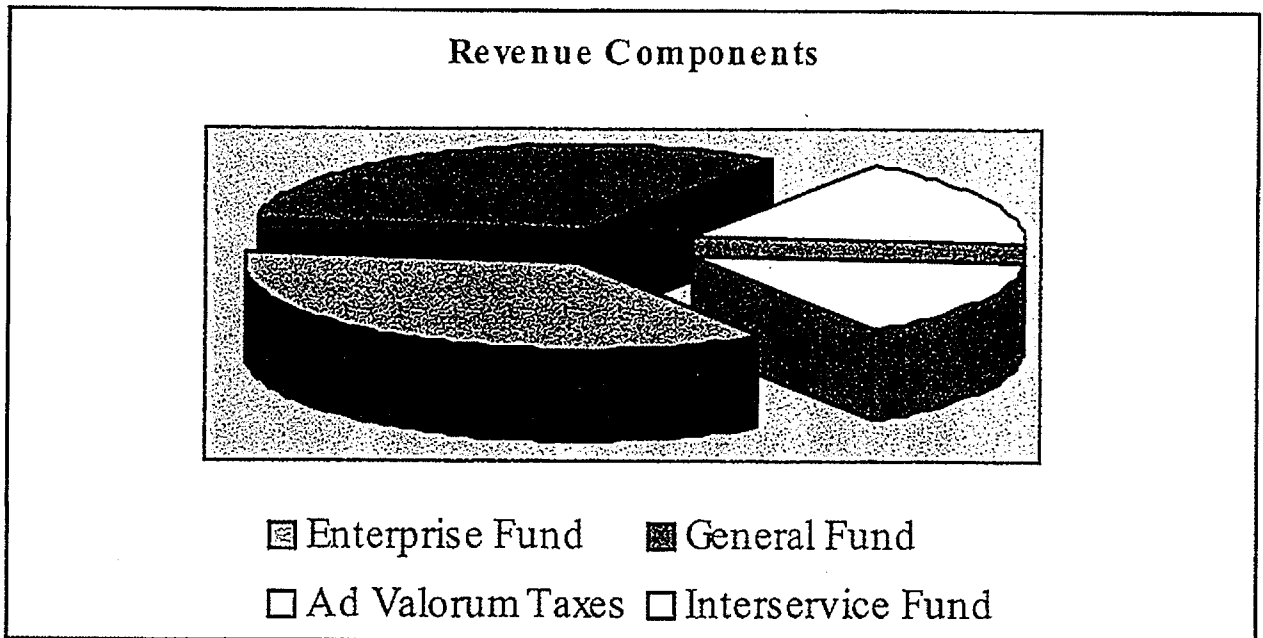 Revenue Components
Enterprise Fund General Fund
Ad Valorum Taxes Interservice Fund